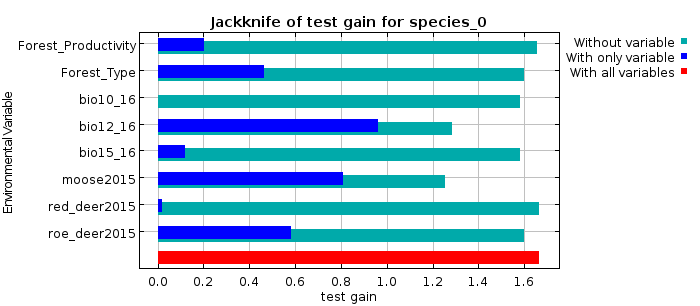 Jackknife of test gain for species_0
Environmental Variable
Forest_Productivity
Forest_Type
bio10_16
bio12_16
bio15_16
moose2015
red_deer2015
roe_deer2015
0.0 0.2 0.4 0.6 0.8 1.0 1.2 1.4 1.6
test gain
Without variable
With only variable
With all variables